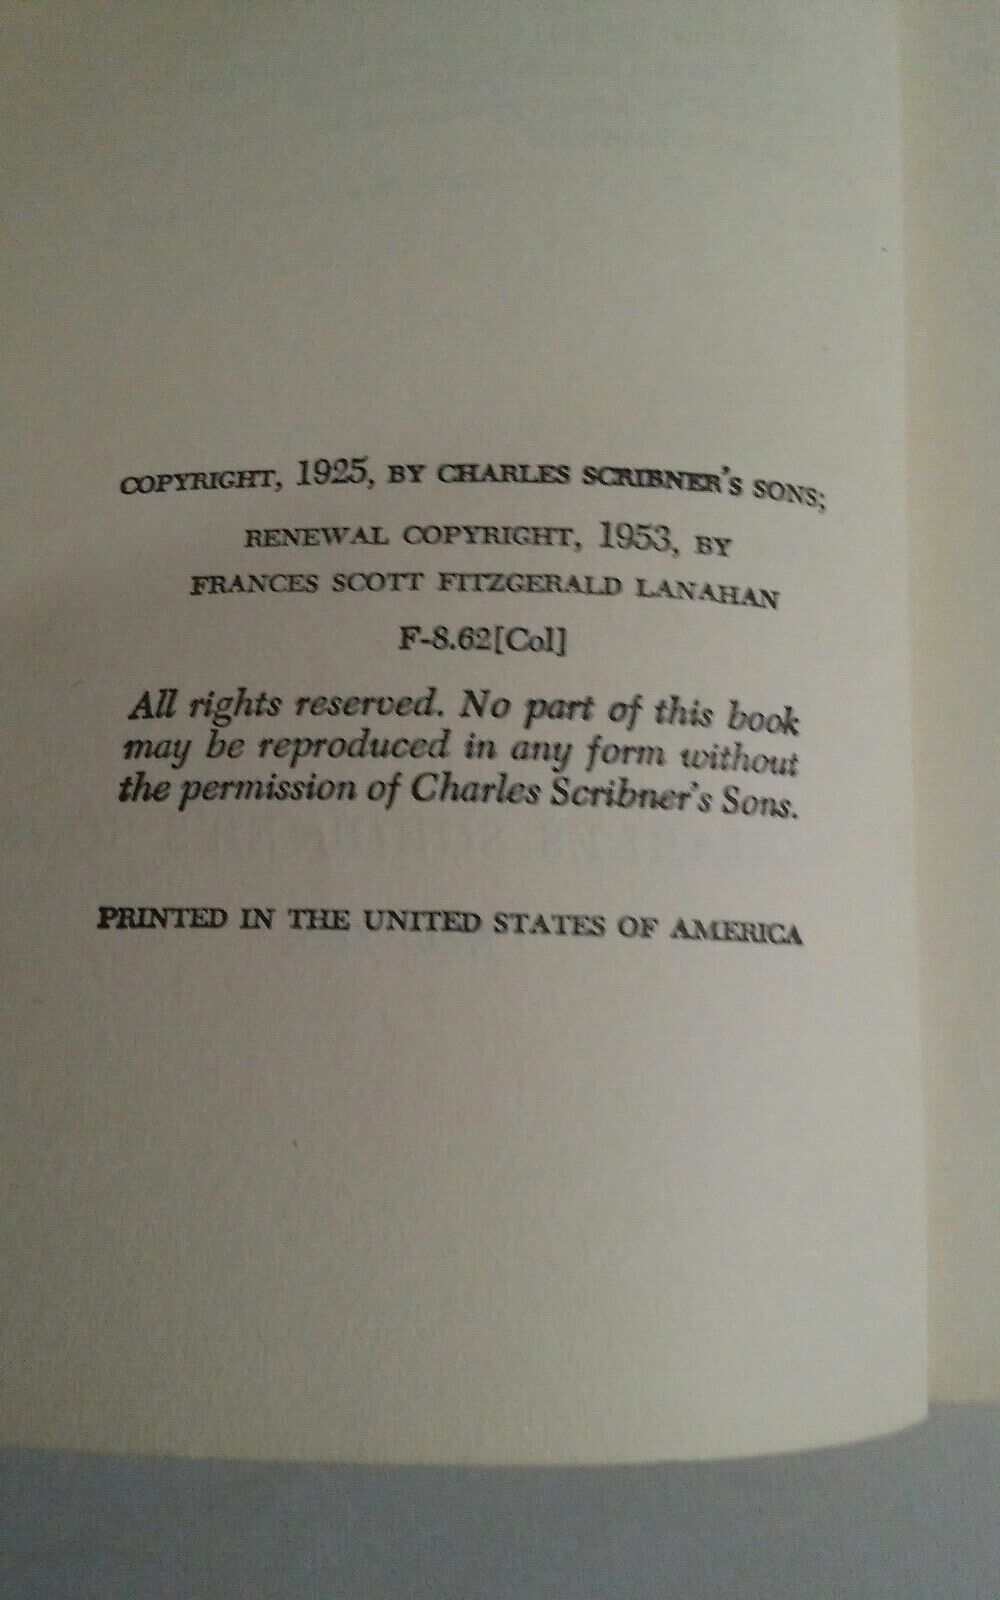 COPYRIGHT, 1925, BY CHARLES SCRIBNER'S SONS;
RENEWAL COPYRIGHT, 1953, BY
FRANCES SCOTT FITZGERALD LANAHAN
F-8.62[Col]
All rights reserved. No part of this book
may be reproduced in any form without
the permission of Charles Scribner's Sons.
PRINTED IN THE UNITED STATES OF AMERICA